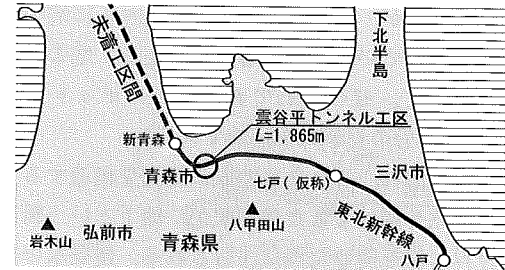 下北半島
未着工区間
雲谷平トンネル工区
L=1,865m
新青森
青森市
七戸(仮称)
三沢市
東北新幹線
八甲田山
岩木山
弘前市
青森県
八戸